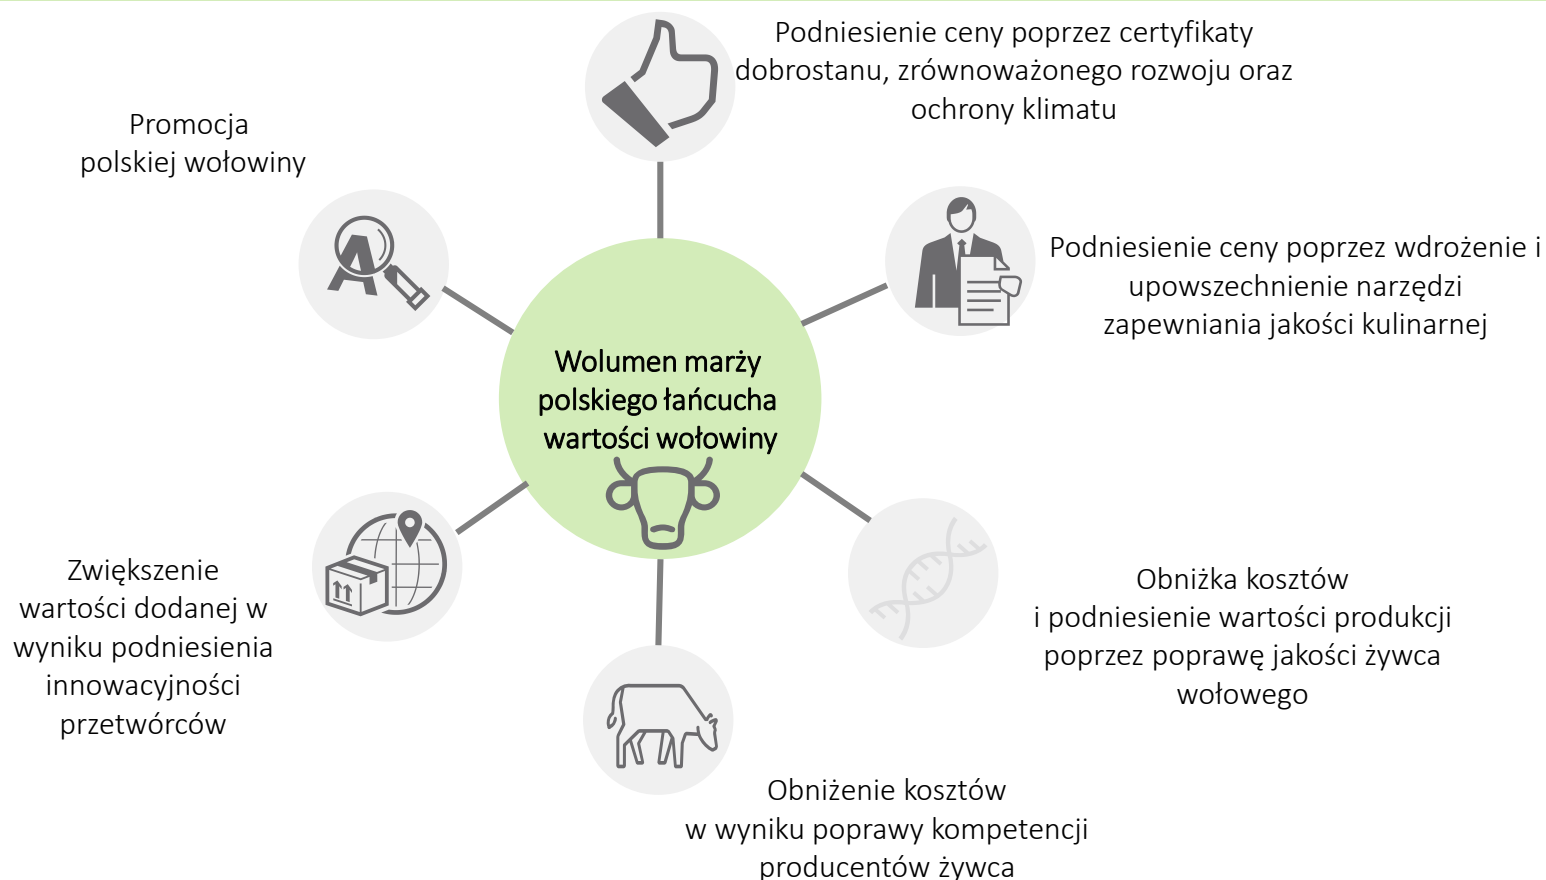 Podniesienie ceny poprzez certyfikaty
dobrostanu, zrównoważonego rozwoju oraz
ochrony klimatu
Promocja
polskiej wołowiny
Podniesienie ceny poprzez wdrożenie i
upowszechnienie narzędzi
zapewniania jakości kulinarnej
Wolumen marży
polskiego łańcucha
wartości wołowiny
Zwiększenie
wartości dodanej w
wyniku podniesienia
innowacyjności
przetwórców
Obniżka kosztów
i podniesienie wartości produkcji
poprzez poprawę jakości żywca
wołowego
Obniżenie kosztów
w wyniku poprawy kompetencji
producentów żywca